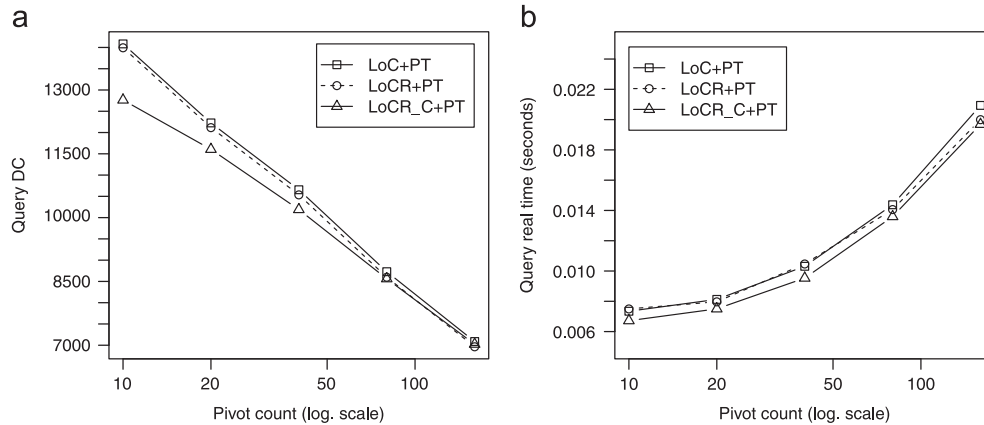 a
LoC+PT
LoCR+PT
LoCR_C+PT
Query DC
13000
11500
10000
8500
7000
10
20
50
100
Pivot count (log. scale)
b
LoC+PT
LoCR+PT
LoCR_C+PT
Query real time (seconds)
0.022
0.018
0.014
0.010
0.006
10
20
50
100
Pivot count (log. scale)